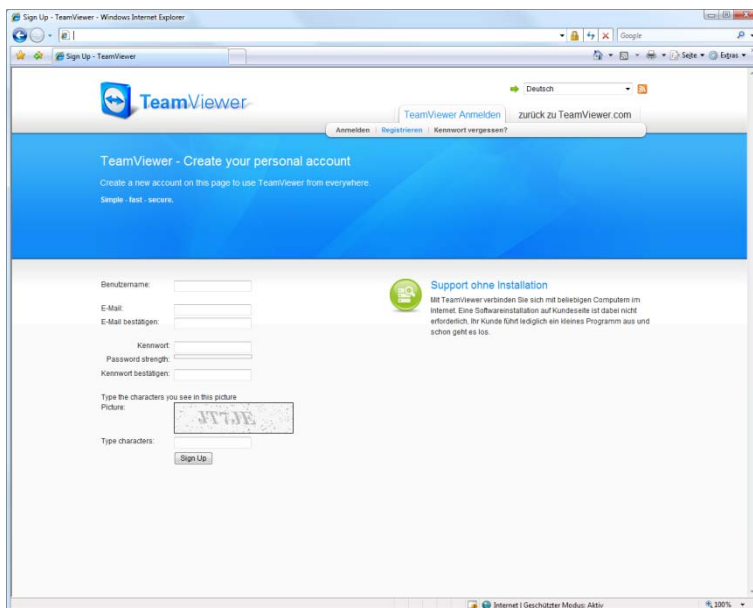 Sign Up - TeamViewer - Windows Internet Explorer
Google
Sign Up - TeamViewer
Seite
Extras
TeamViewer
Deutsch
TeamViewer Anmelden
zurück zu TeamViewer.com
Anmelden | Registrieren | Kennwort vergessen?
TeamViewer - Create your personal account
Create a new account on this page to use TeamViewer from everywhere.
Simple - fast - secure.
Benutzername:
E-Mail:
E-Mail bestätigen:
Kennwort
Password strength:
Kennwort bestätigen:
Type the characters you see in this picture
Picture:
JT7JE
Type characters:
Sign Up
Support ohne Installation
Mit TeamViewer verbinden Sie sich mit beliebigen Computern im
Internet. Eine Softwareinstallation auf Kundeseite ist dabei nicht
erforderlich, Ihr Kunde führt lediglich ein kleines Programm aus und
schon geht es los.
Internet | Geschützter Modus: Aktiv
100%